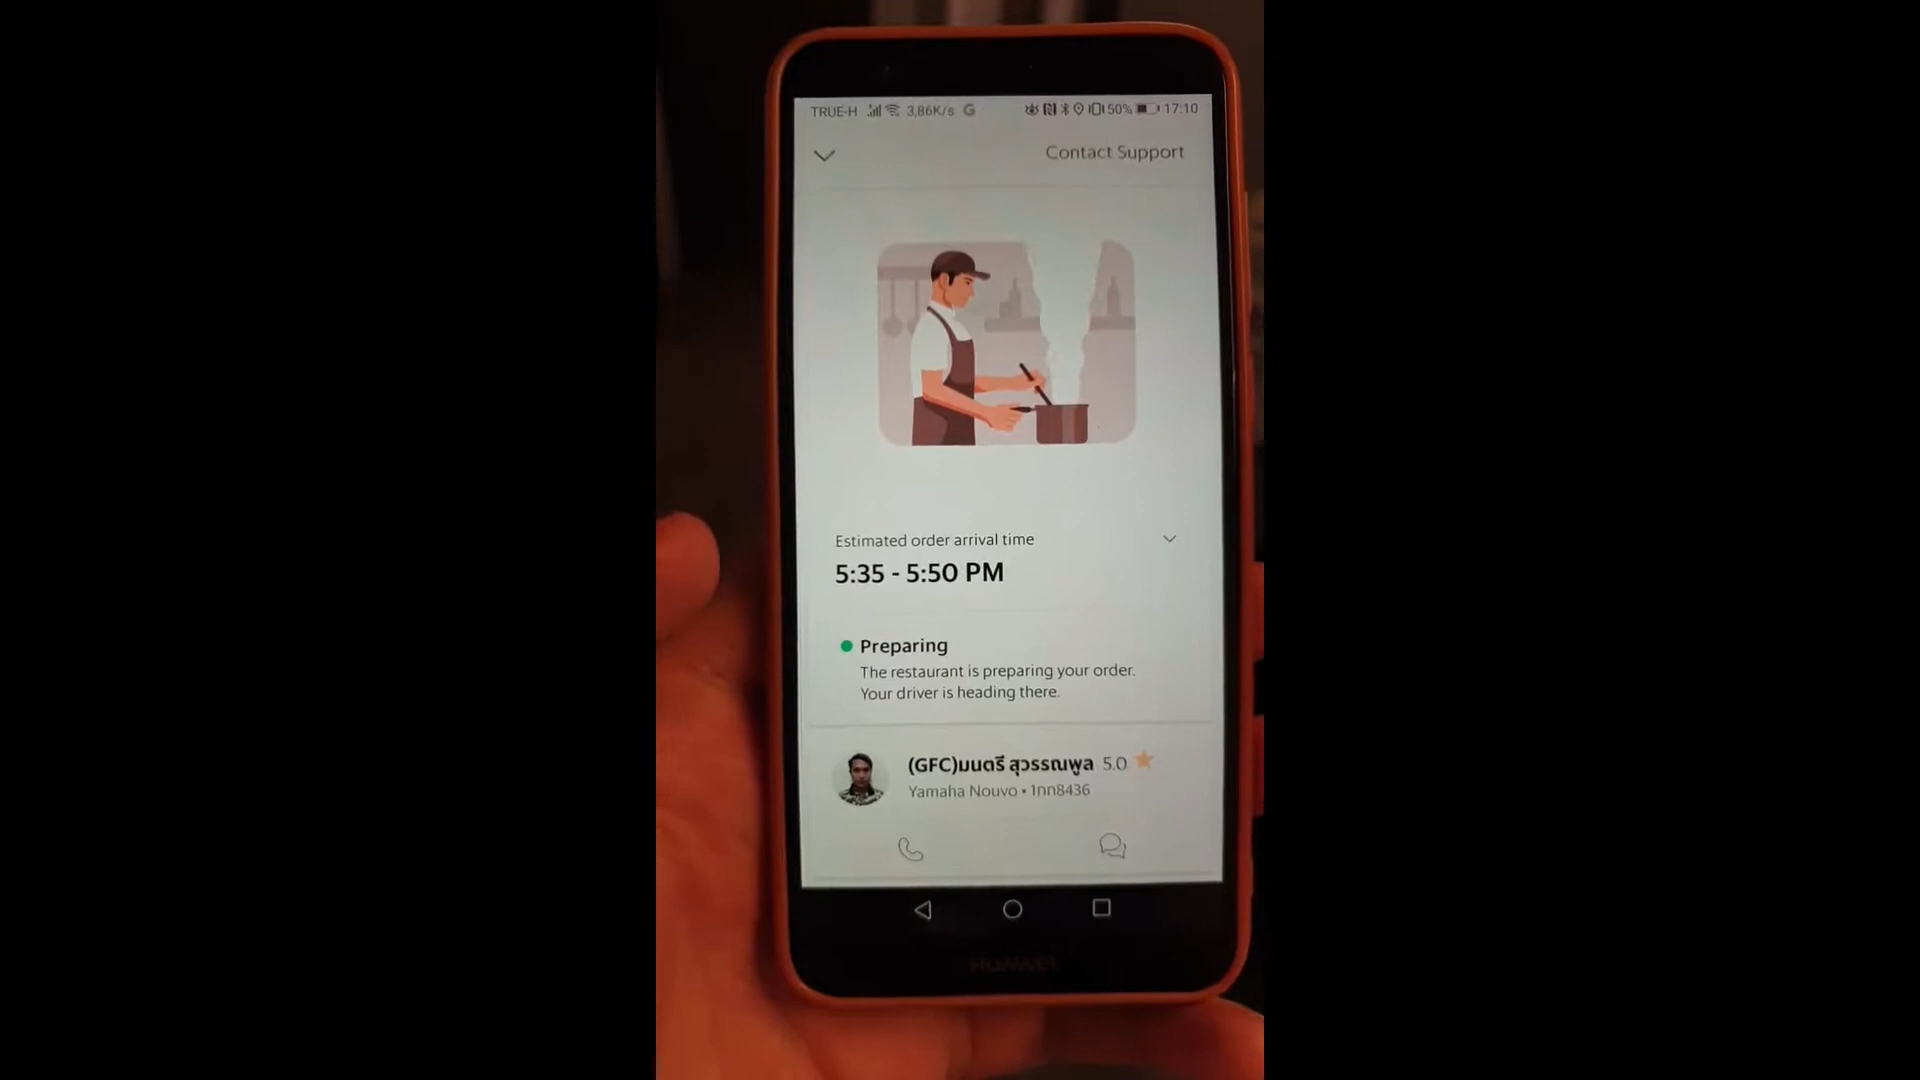 TRUE-H 3,86K/s G 50% 17:10
Contact Support
Estimated order arrival time
5:35 - 5:50 PM
Preparing
The restaurant is preparing your order.
Your driver is heading there.
(GFC)มนตรี สุวรรณพูล 5.0
Yamaha Nouvo • 1กก8436
HUAWEI